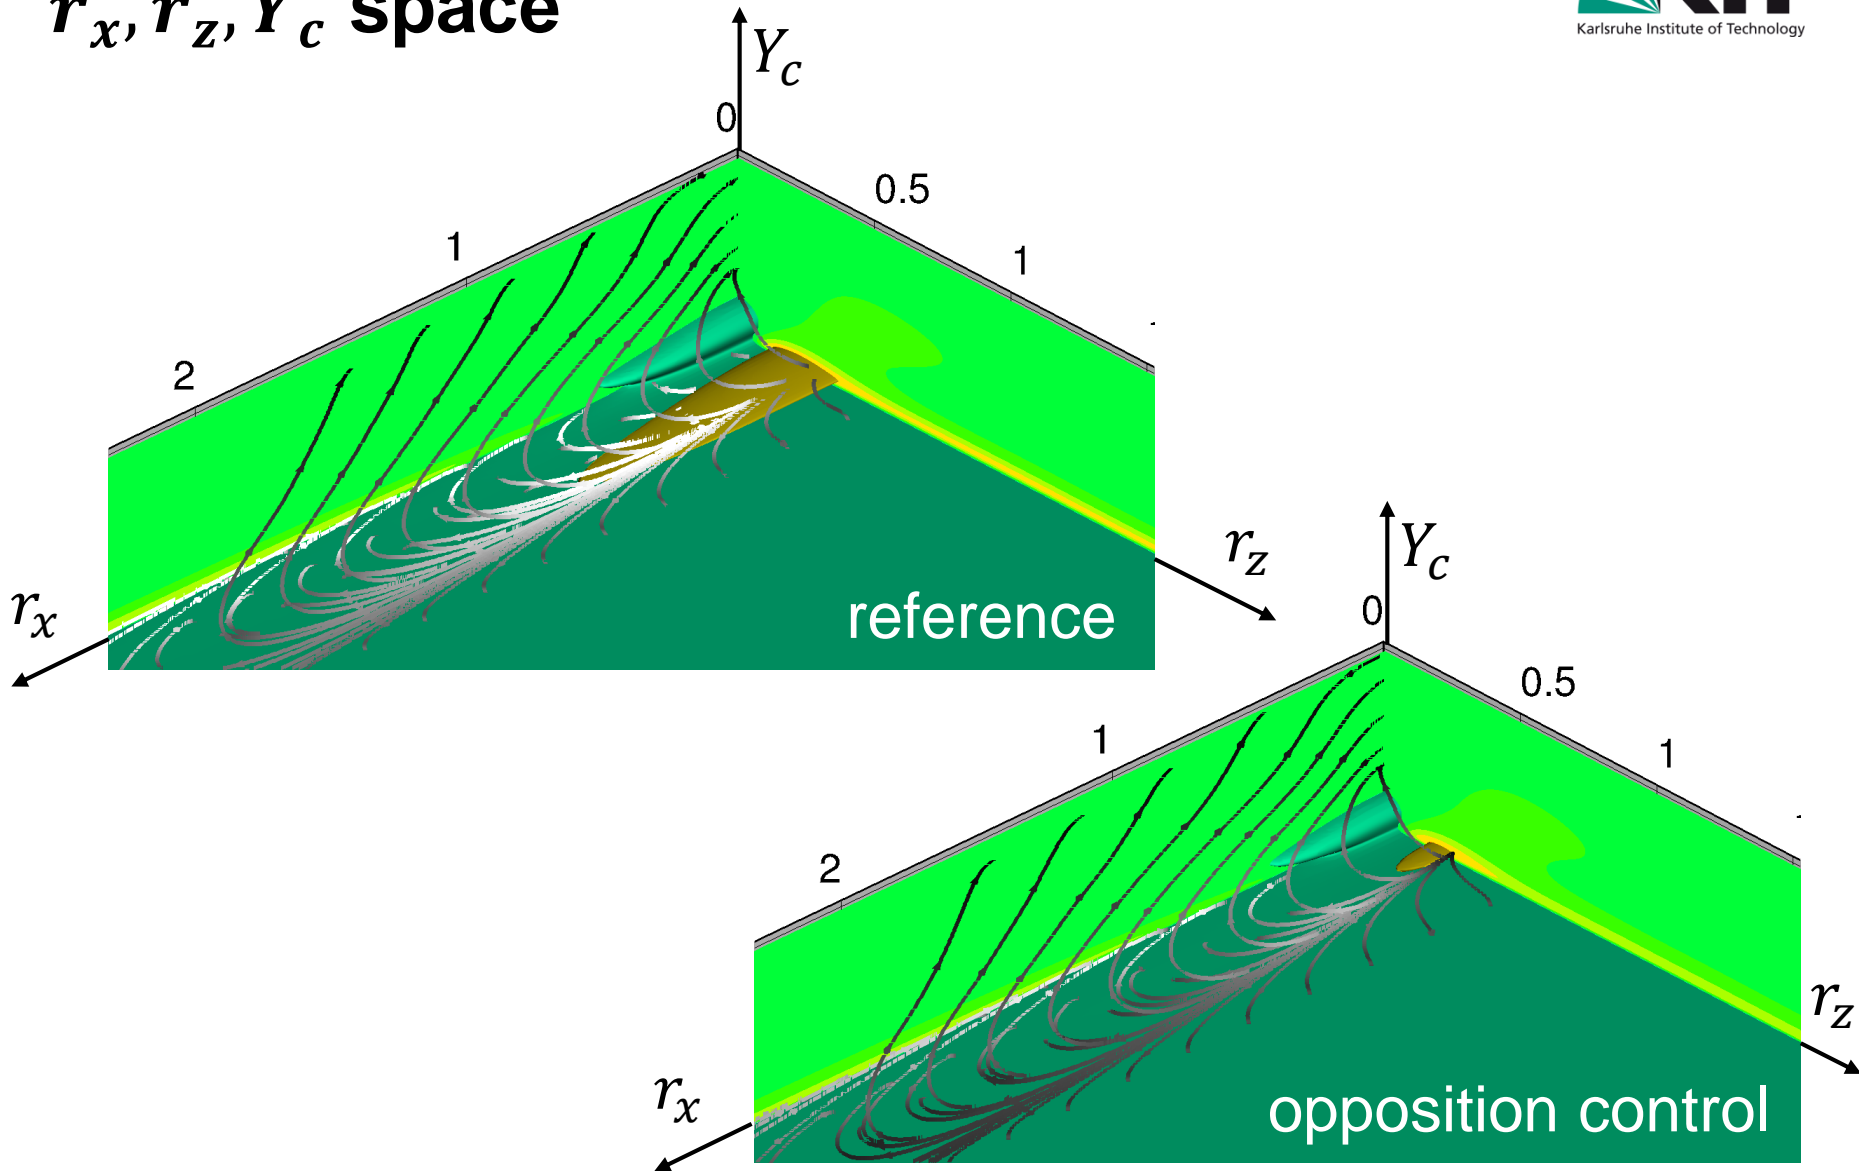 r_x, r_z, Y_c space
Karlsruhe Institute of Technology
Y_c
0
0.5
1
1
2
r_z
r_x
reference
Y_c
0
0.5
1
1
2
r_z
r_x
opposition control